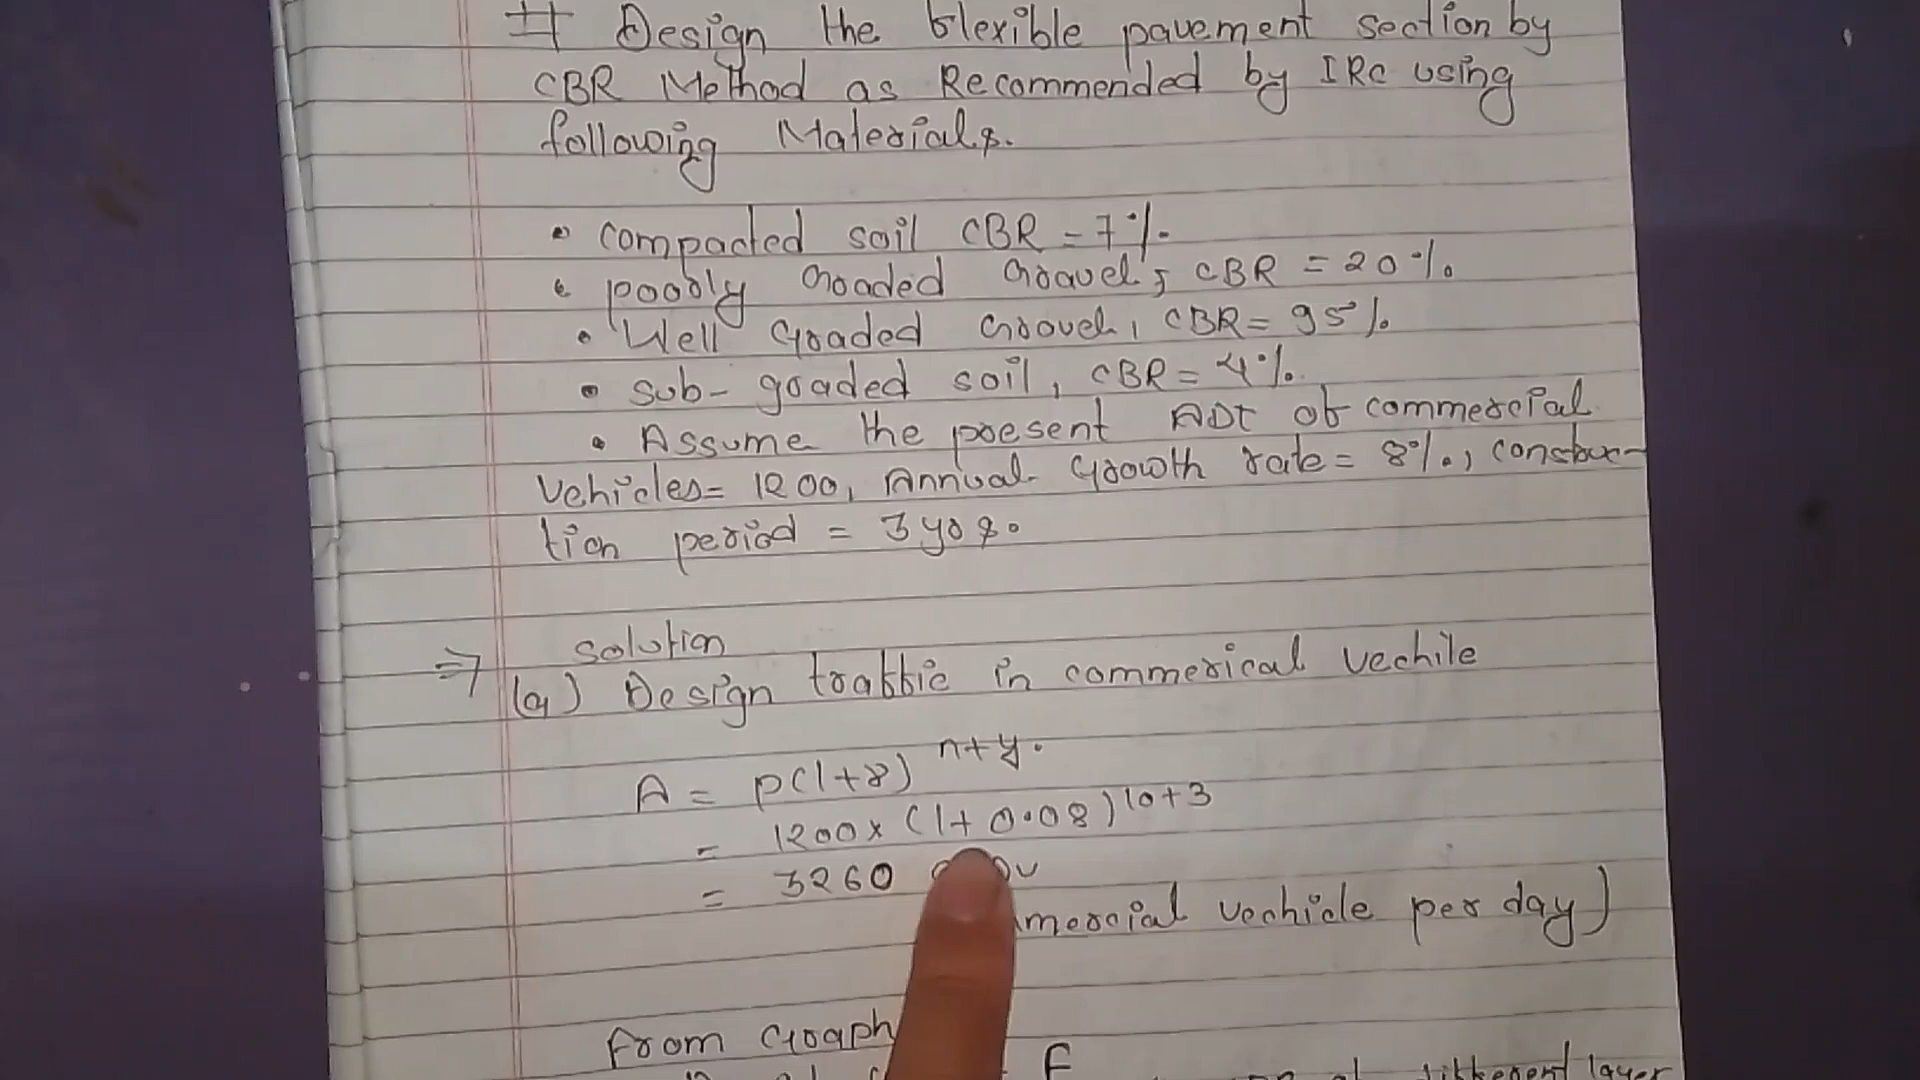 # Design the flexible pavement section by
CBR Method as Recommended by IRC using
following Materials.
• compacted soil CBR = 7%.
• poorly Graded Gravel, CBR = 20%.
• Well Graded Gravel, CBR = 95%.
• sub-graded soil, CBR = 4%.
• Assume the present ADT of commercial
vehicles = 1200, Annual Growth rate = 8%., construc-
tion period = 3 yrs.
⇒ solution
(a) Design traffic in commerical vechile
A = P(1+r)^n+y.
= 1200 x (1 + 0.08)^10+3
= 3260
vechicle per day)
From Graph
different layer